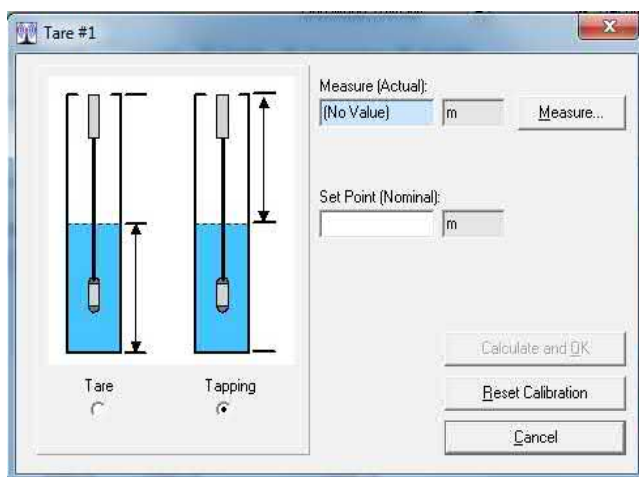 Tare #1
Measure (Actual):
(No Value)
m
Measure...
Set Point (Nominal):
m
Tare
Tapping
Calculate and OK
Reset Calibration
Cancel